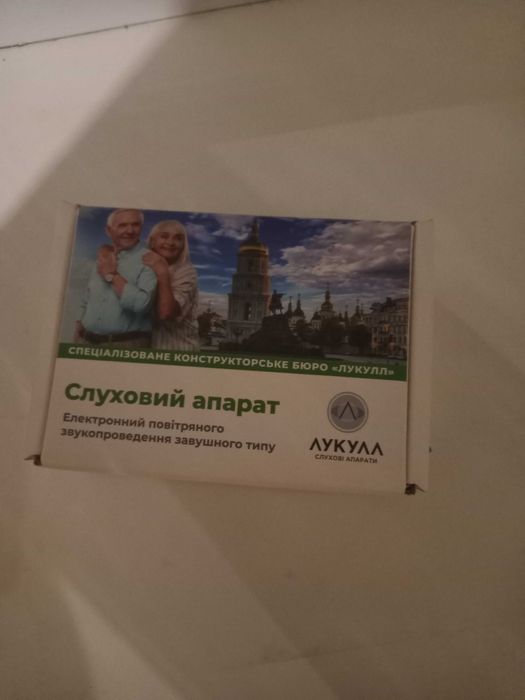 СПЕЦІАЛІЗОВАНЕ КОНСТРУКТОРСЬКЕ БЮРО «ЛУКУЛЛ»
Слуховий апарат
Електронний повітряного
звукопроведення завушного типу
ЛУКУЛЛ
СЛУХОВІ АПАРАТИ